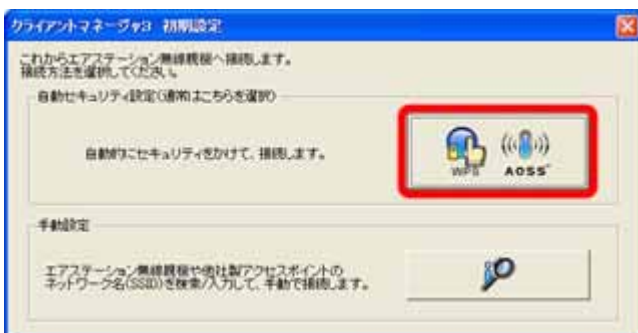 クライアントマネージャ3 初期設定
これからエアステーション無線親機へ接続します。
接続方法を選択してください。
自動セキュリティ設定(通常はこちらを選択)
自動的にセキュリティをかけて、接続します。
WPS AOSS
手動設定
エアステーション無線親機や他社製アクセスポイントの
ネットワーク名(SSID)を検索/入力して、手動で接続します。